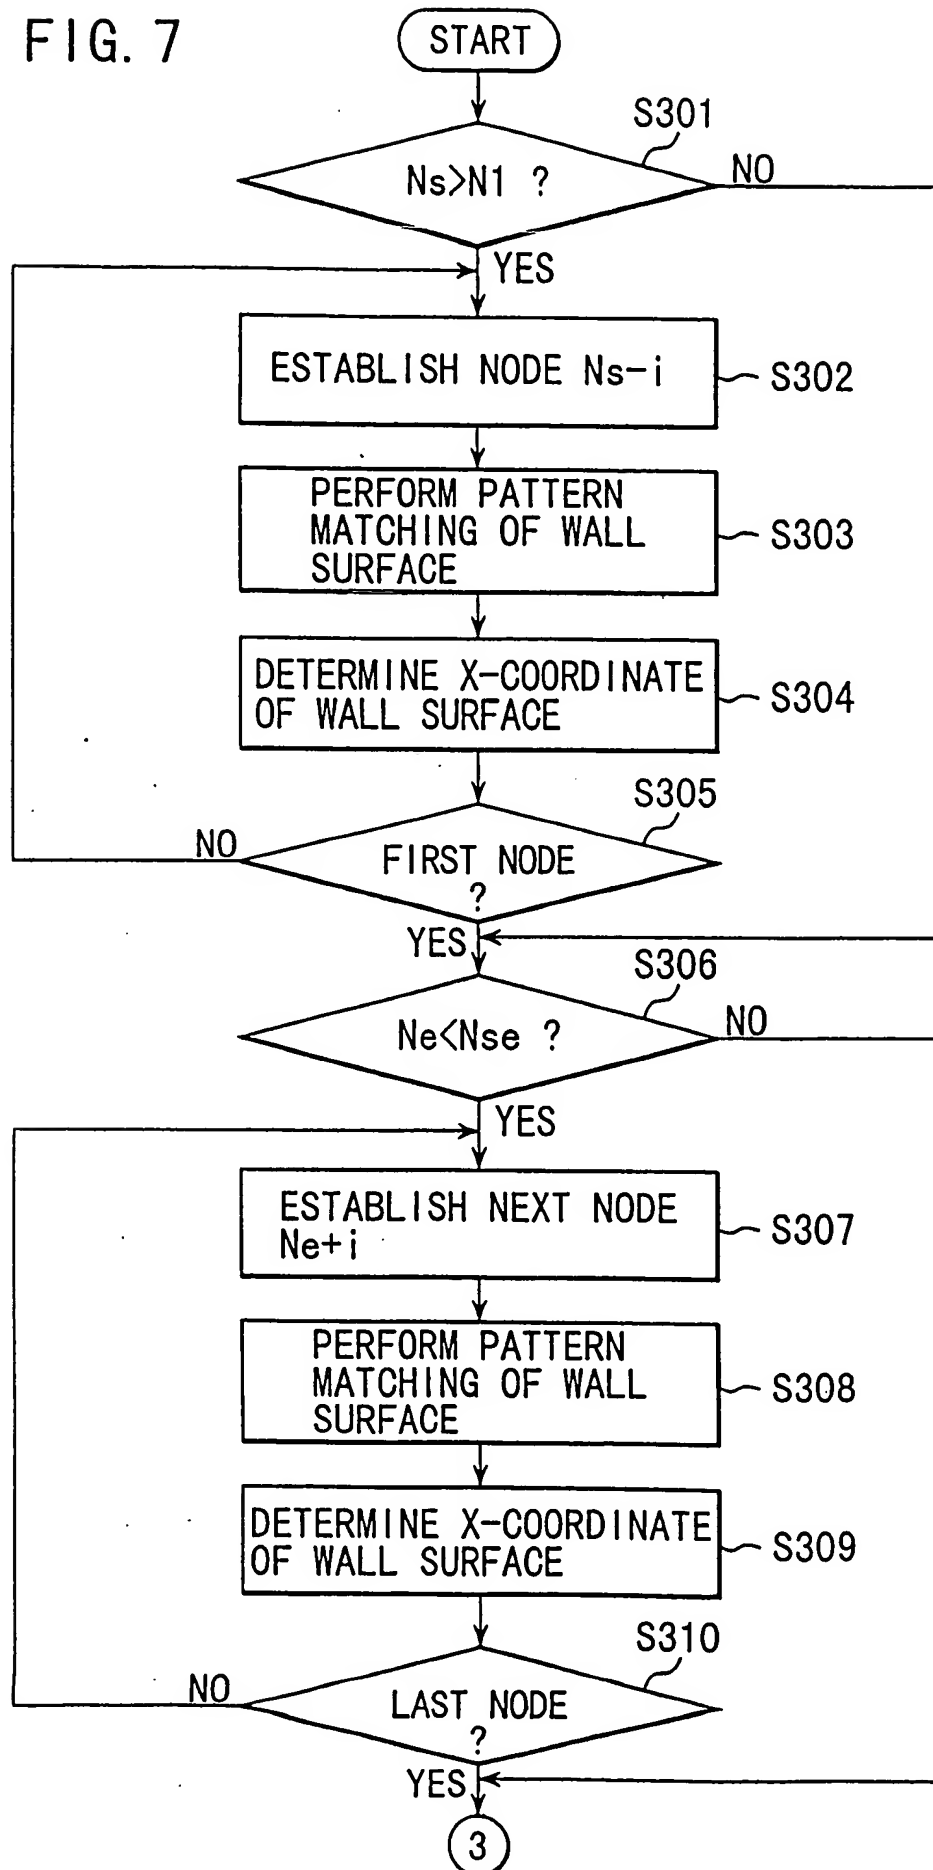 FIG. 7
START
S301
Ns>N1 ?
NO
YES
ESTABLISH NODE Ns-i
S302
PERFORM PATTERN
MATCHING OF WALL
SURFACE
S303
DETERMINE X-COORDINATE
OF WALL SURFACE
S304
S305
NO
FIRST NODE
?
YES
S306
Ne<Nse ?
NO
YES
ESTABLISH NEXT NODE
Ne+i
S307
PERFORM PATTERN
MATCHING OF WALL
SURFACE
S308
DETERMINE X-COORDINATE
OF WALL SURFACE
S309
S310
NO
LAST NODE
?
YES
3